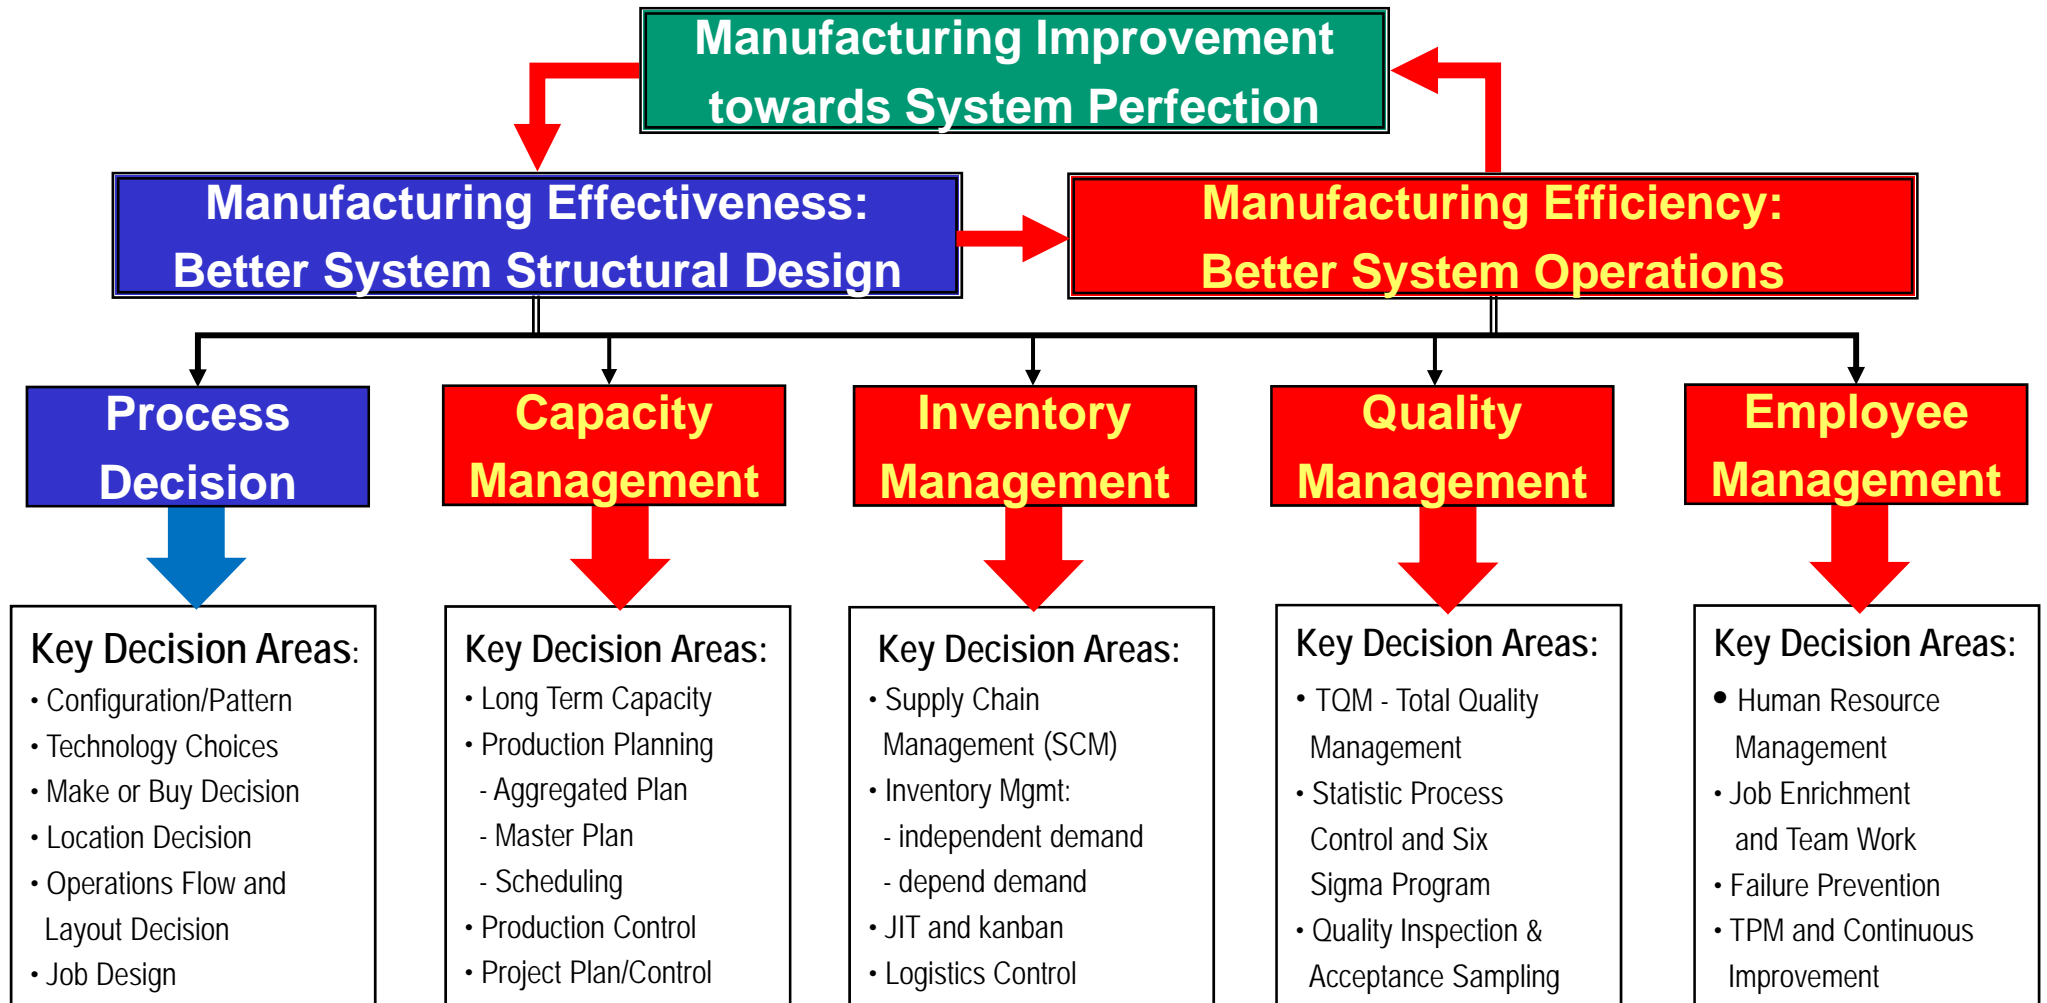 Manufacturing Improvement
towards System Perfection
Manufacturing Effectiveness:
Better System Structural Design
Manufacturing Efficiency:
Better System Operations
Process
Decision
Capacity
Management
Inventory
Management
Quality
Management
Employee
Management
Key Decision Areas:
• Configuration/Pattern
• Technology Choices
• Make or Buy Decision
• Location Decision
• Operations Flow and
Layout Decision
• Job Design
Key Decision Areas:
• Long Term Capacity
• Production Planning
- Aggregated Plan
- Master Plan
- Scheduling
• Production Control
• Project Plan/Control
Key Decision Areas:
• Supply Chain
Management (SCM)
• Inventory Mgmt:
- independent demand
- depend demand
• JIT and kanban
• Logistics Control
Key Decision Areas:
• TQM - Total Quality
Management
• Statistic Process
Control and Six
Sigma Program
• Quality Inspection &
Acceptance Sampling
Key Decision Areas:
• Human Resource
Management
• Job Enrichment
and Team Work
• Failure Prevention
• TPM and Continuous
Improvement